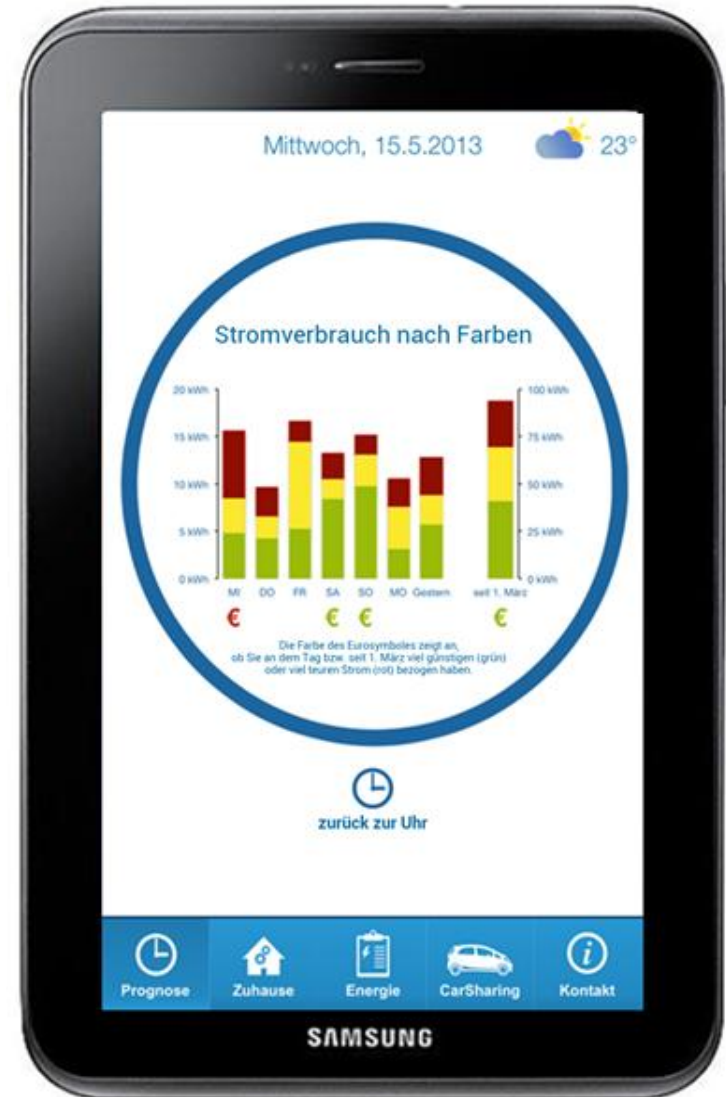 Mittwoch, 15.5.2013 23°
Stromverbrauch nach Farben
20 kWh 100 kWh
15 kWh 75 kWh
10 kWh 50 kWh
5 kWh 25 kWh
0 kWh 0 kWh
MI DO FR SA SO MO Gestern seit 1. März
€ € € €
Die Farbe des Eurosymboles zeigt an,
ob Sie an dem Tag bzw. seit 1. März viel günstigen (grün)
oder viel teuren Strom (rot) bezogen haben.
zurück zur Uhr
Prognose Zuhause Energie CarSharing Kontakt
SAMSUNG